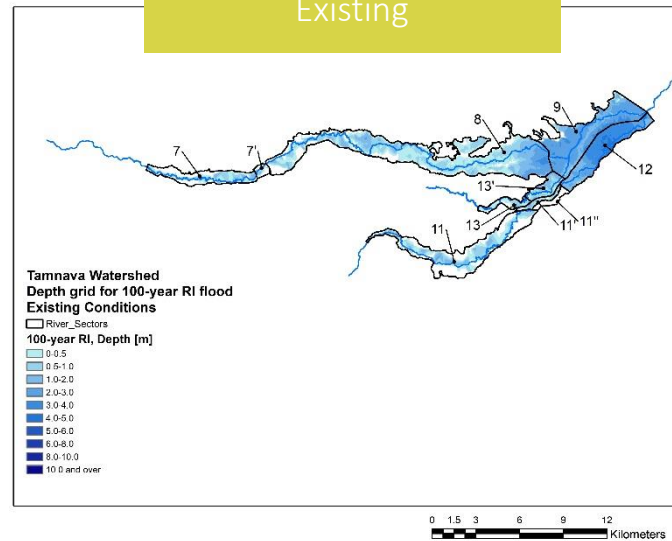 Existing
9
8
7
7'
12
13'
13
11' 11"
11
Tamnava Watershed
Depth grid for 100-year RI flood
Existing Conditions
River_Sectors
100-year RI, Depth [m]
0-0.5
0.5-1.0
1.0-2.0
2.0-3.0
3.0-4.0
4.0-5.0
5.0-6.0
6.0-8.0
8.0-10.0
10.0 and over
0 1.5 3 6 9 12
Kilometers